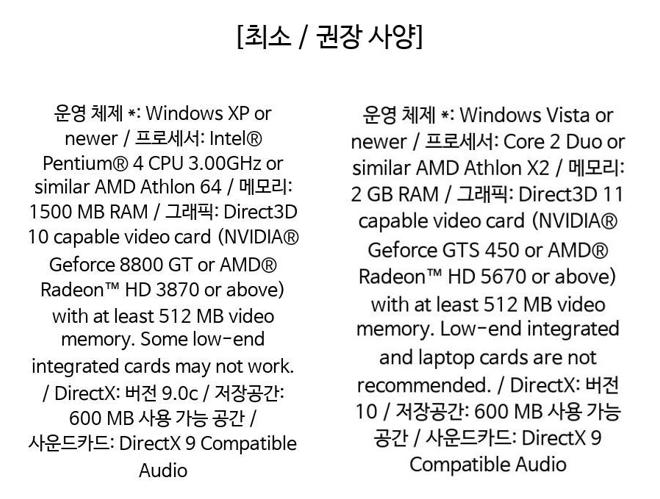 [최소 / 권장 사양]
운영 체제 *: Windows XP or
newer / 프로세서: Intel®
Pentium® 4 CPU 3.00GHz or
similar AMD Athlon 64 / 메모리:
1500 MB RAM / 그래픽: Direct3D
10 capable video card (NVIDIA®
Geforce 8800 GT or AMD®
Radeon™ HD 3870 or above)
with at least 512 MB video
memory. Some low-end
integrated cards may not work.
/ DirectX: 버전 9.0c / 저장공간:
600 MB 사용 가능 공간 /
사운드카드: DirectX 9 Compatible
Audio
운영 체제 *: Windows Vista or
newer / 프로세서: Core 2 Duo or
similar AMD Athlon X2 / 메모리:
2 GB RAM / 그래픽: Direct3D 11
capable video card (NVIDIA®
Geforce GTS 450 or AMD®
Radeon™ HD 5670 or above)
with at least 512 MB video
memory. Low-end integrated
and laptop cards are not
recommended. / DirectX: 버전
10 / 저장공간: 600 MB 사용 가능
공간 / 사운드카드: DirectX 9
Compatible Audio